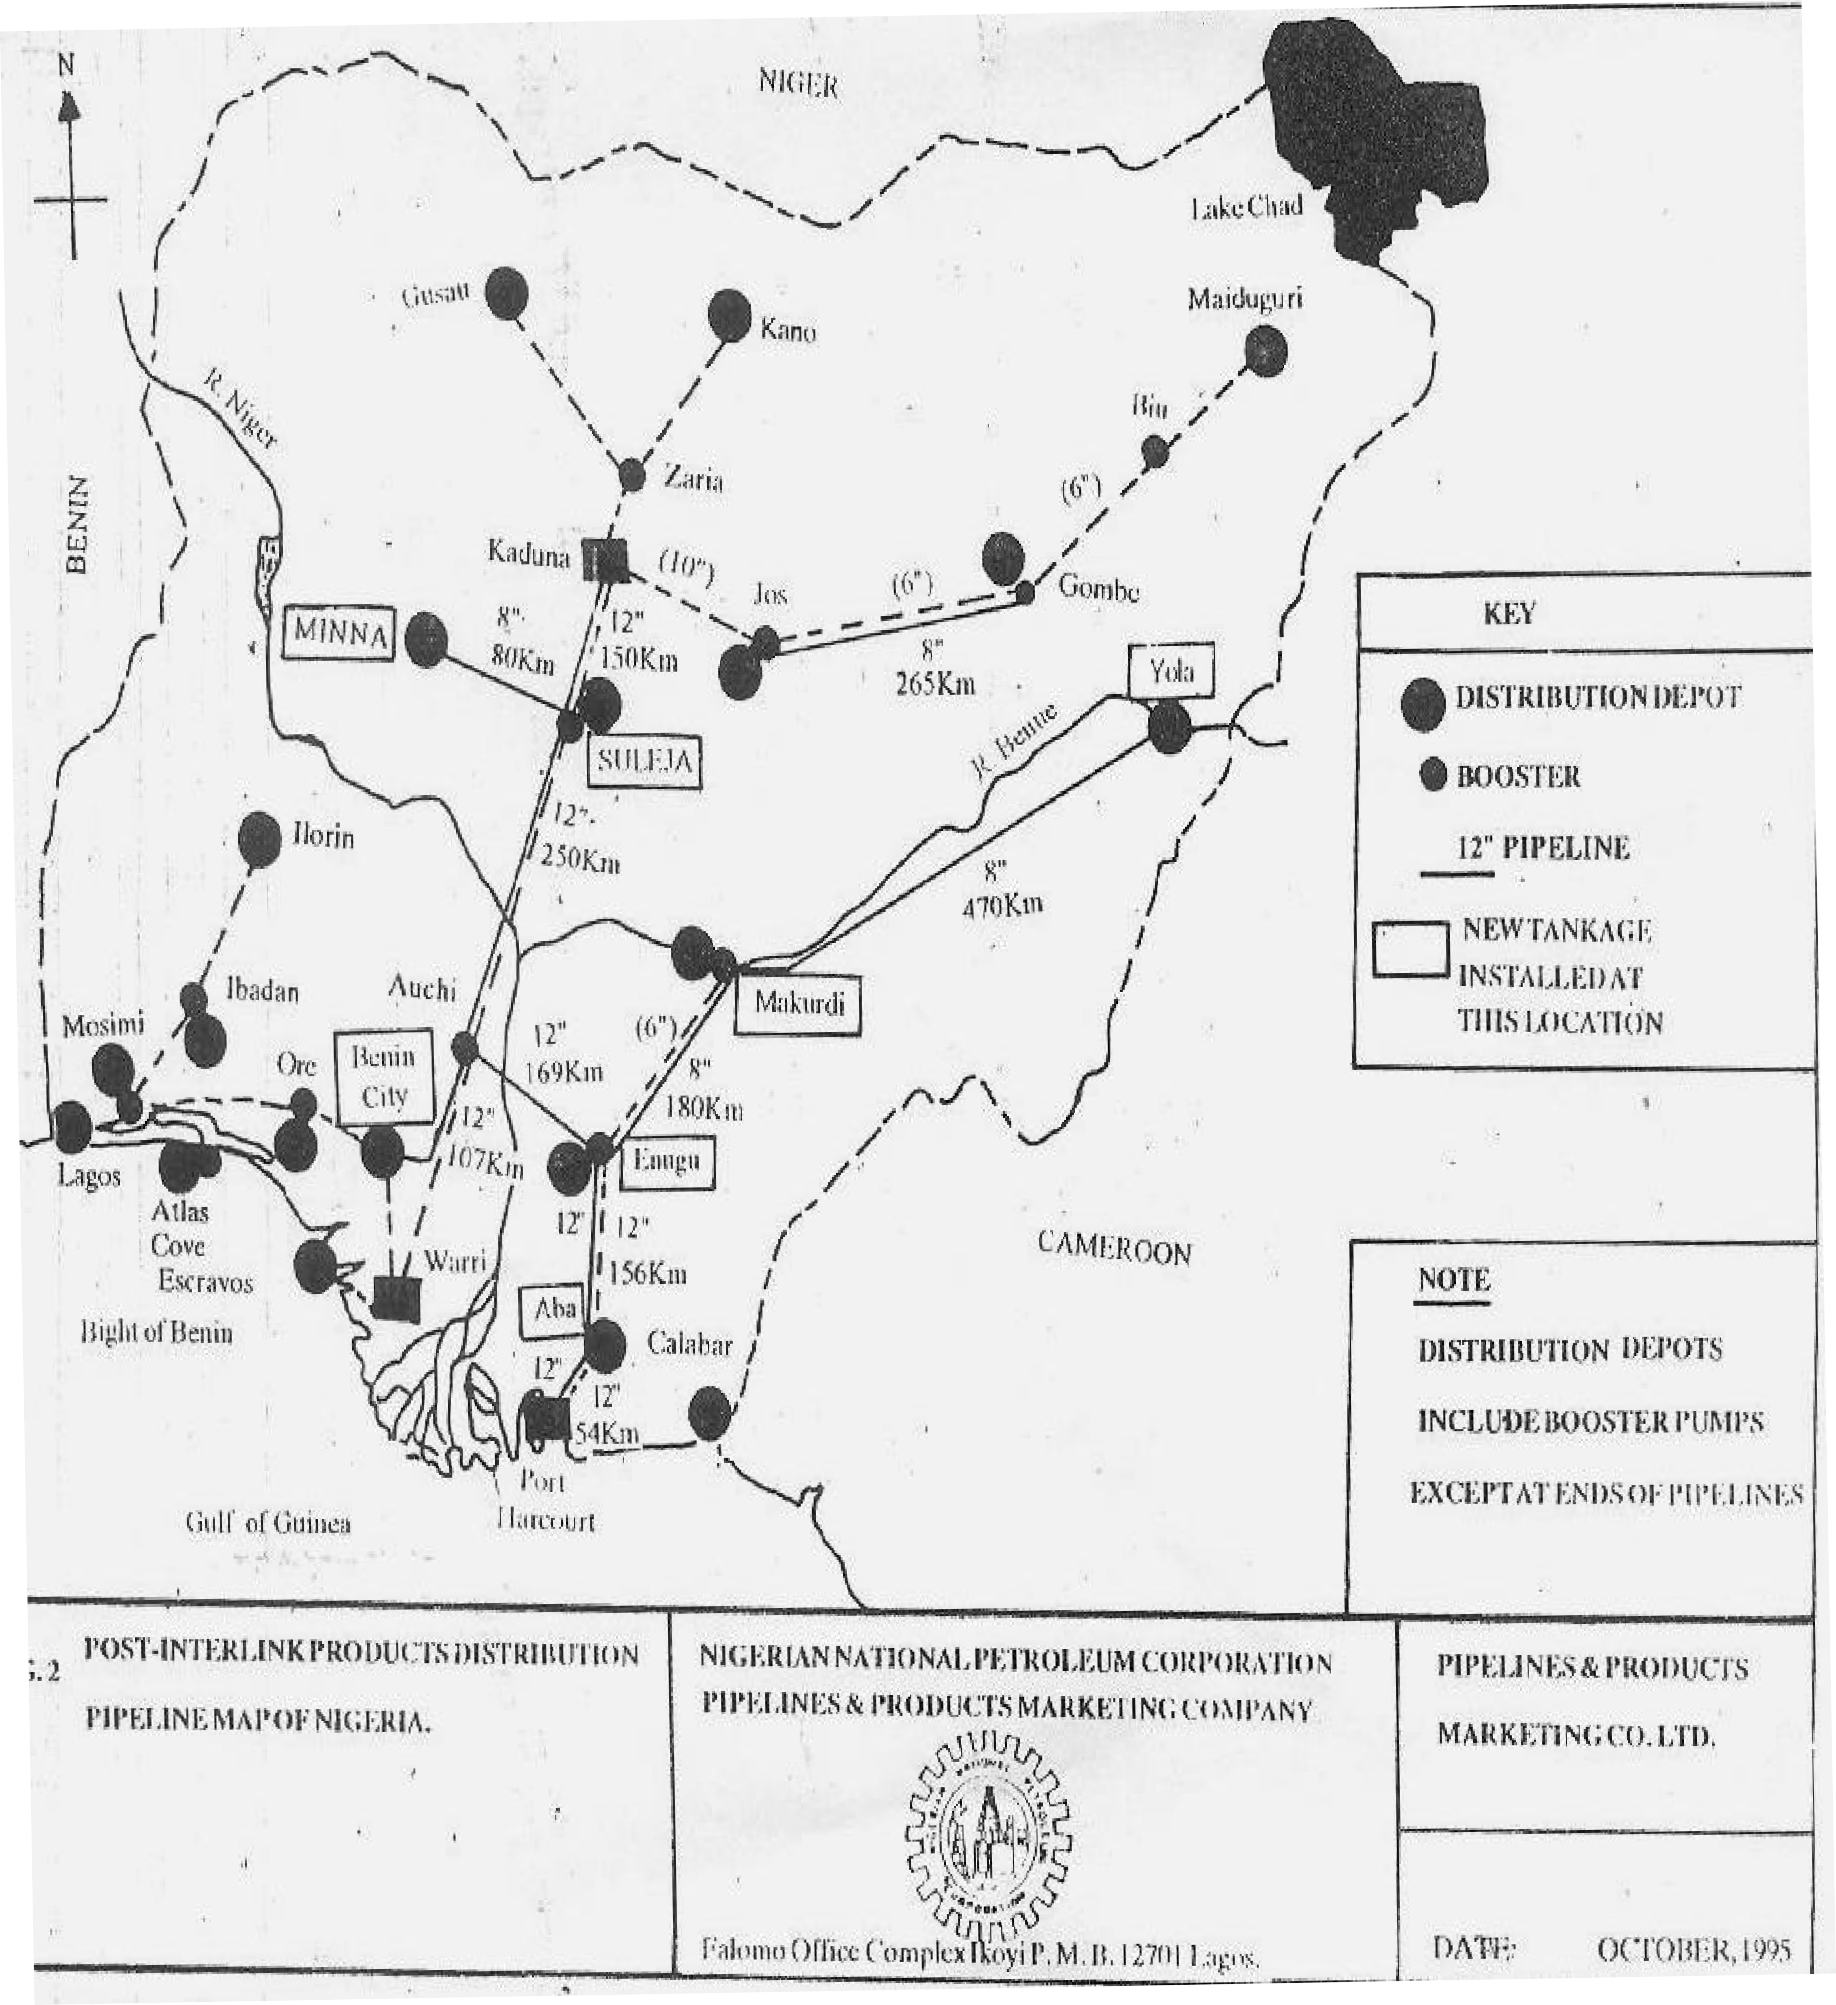 N
NIGER
Lake Chad
Maiduguri
Gusau
Kano
R. Niger
Biu
Zaria
(6")
BENIN
Kaduna
(10")
Jos
(6")
Gombe
KEY
MINNA
8"
80Km
12"
150Km
8"
265Km
Yola
DISTRIBUTION DEPOT
SULEJA
R. Benue
BOOSTER
12"
250Km
Ilorin
12" PIPELINE
8"
470Km
NEW TANKAGE
INSTALLED AT
THIS LOCATION
Ibadan
Auchi
Mosimi
Makurdi
(6")
12"
169Km
Ore
Benin
City
8"
180Km
12"
107Km
Enugu
Lagos
Atlas
Cove
Escravos
12"
12"
156Km
CAMEROON
Warri
NOTE
Aba
Bight of Benin
Calabar
DISTRIBUTION DEPOTS
12"
12"
54Km
INCLUDE BOOSTER PUMPS
Port
Harcourt
EXCEPT AT ENDS OF PIPELINES
Gulf of Guinea
G.2
POST-INTERLINK PRODUCTS DISTRIBUTION
PIPELINE MAP OF NIGERIA.
NIGERIAN NATIONAL PETROLEUM CORPORATION
PIPELINES & PRODUCTS MARKETING COMPANY
Falomo Office Complex Ikoyi P. M. B. 12701 Lagos.
PIPELINES & PRODUCTS
MARKETING CO. LTD.
DATE: OCTOBER, 1995